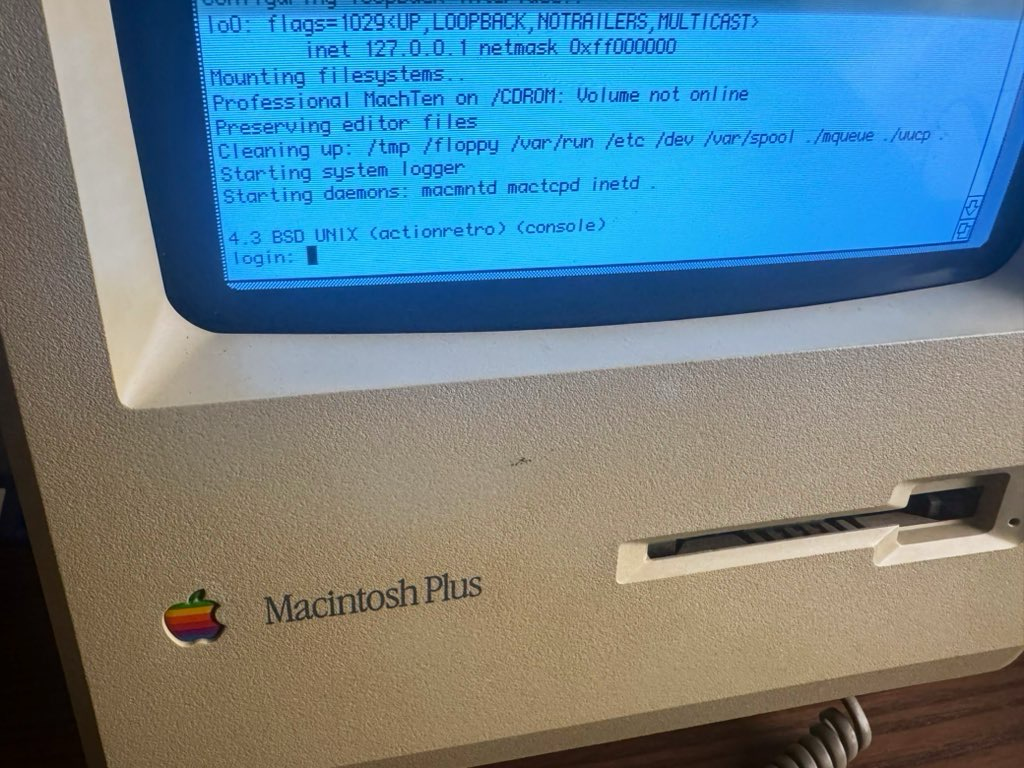 lo0: flags=1029<UP,LOOPBACK,NOTRAILERS,MULTICAST>
inet 127.0.0.1 netmask 0xff000000
Mounting filesystems..
Professional MachTen on /CDROM: Volume not online
Preserving editor files
Cleaning up: /tmp /floppy /var/run /etc /dev /var/spool ./mqueue ./uucp .
Starting system logger
Starting daemons: macmntd mactcpd inetd .
4.3 BSD UNIX (actionretro) (console)
login:
Macintosh Plus